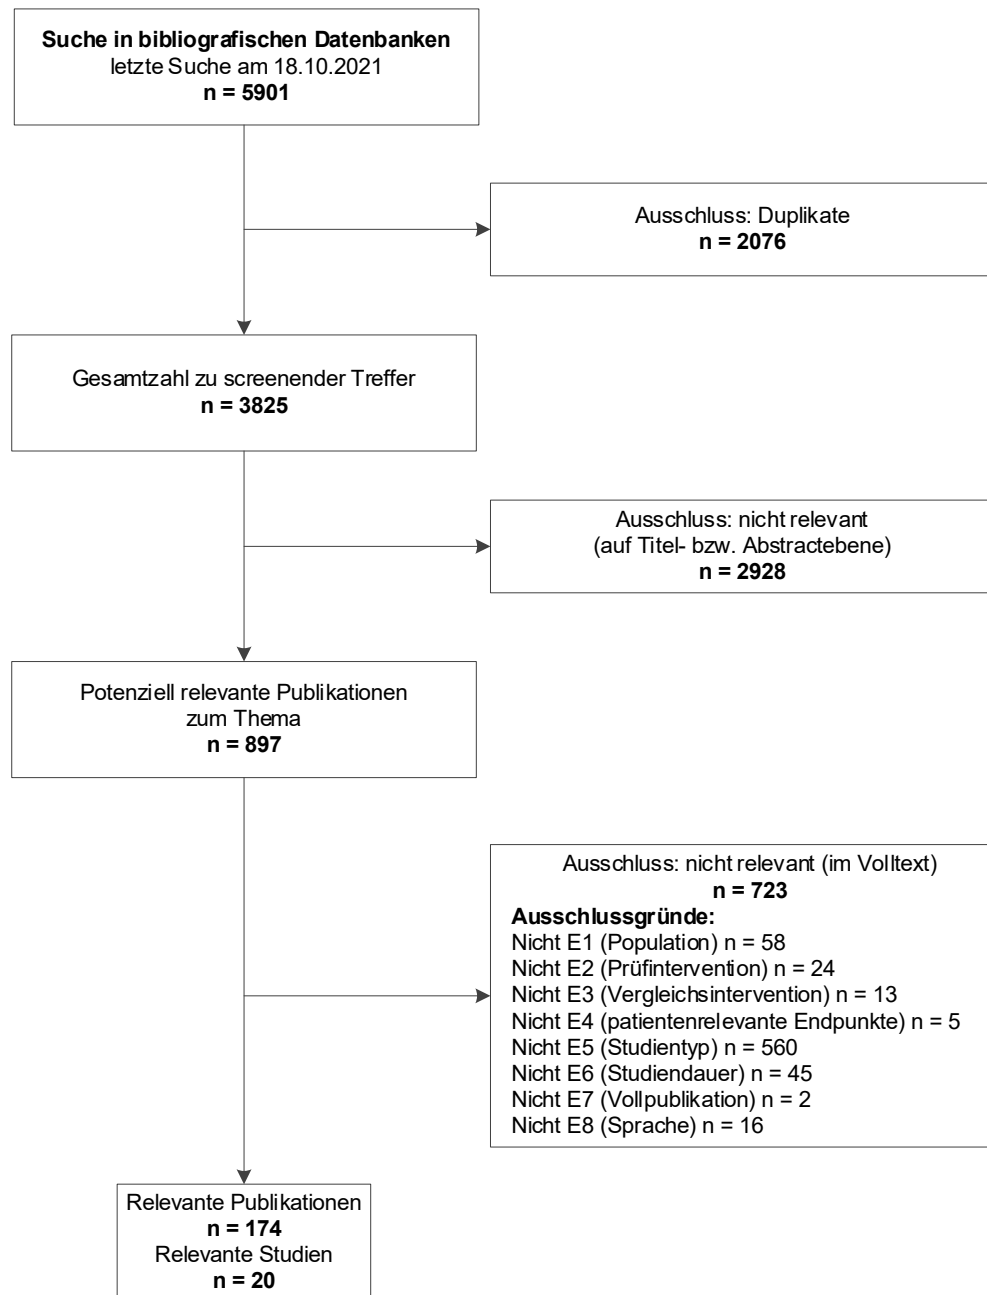 Suche in bibliografischen Datenbanken
letzte Suche am 18.10.2021
n = 5901
Ausschluss: Duplikate
n = 2076
Gesamtzahl zu screenender Treffer
n = 3825
Ausschluss: nicht relevant
(auf Titel- bzw. Abstractebene)
n = 2928
Potenziell relevante Publikationen
zum Thema
n = 897
Ausschluss: nicht relevant (im Volltext)
n = 723
Ausschlussgründe:
Nicht E1 (Population) n = 58
Nicht E2 (Prüfintervention) n = 24
Nicht E3 (Vergleichsintervention) n = 13
Nicht E4 (patientenrelevante Endpunkte) n = 5
Nicht E5 (Studientyp) n = 560
Nicht E6 (Studiendauer) n = 45
Nicht E7 (Vollpublikation) n = 2
Nicht E8 (Sprache) n = 16
Relevante Publikationen
n = 174
Relevante Studien
n = 20